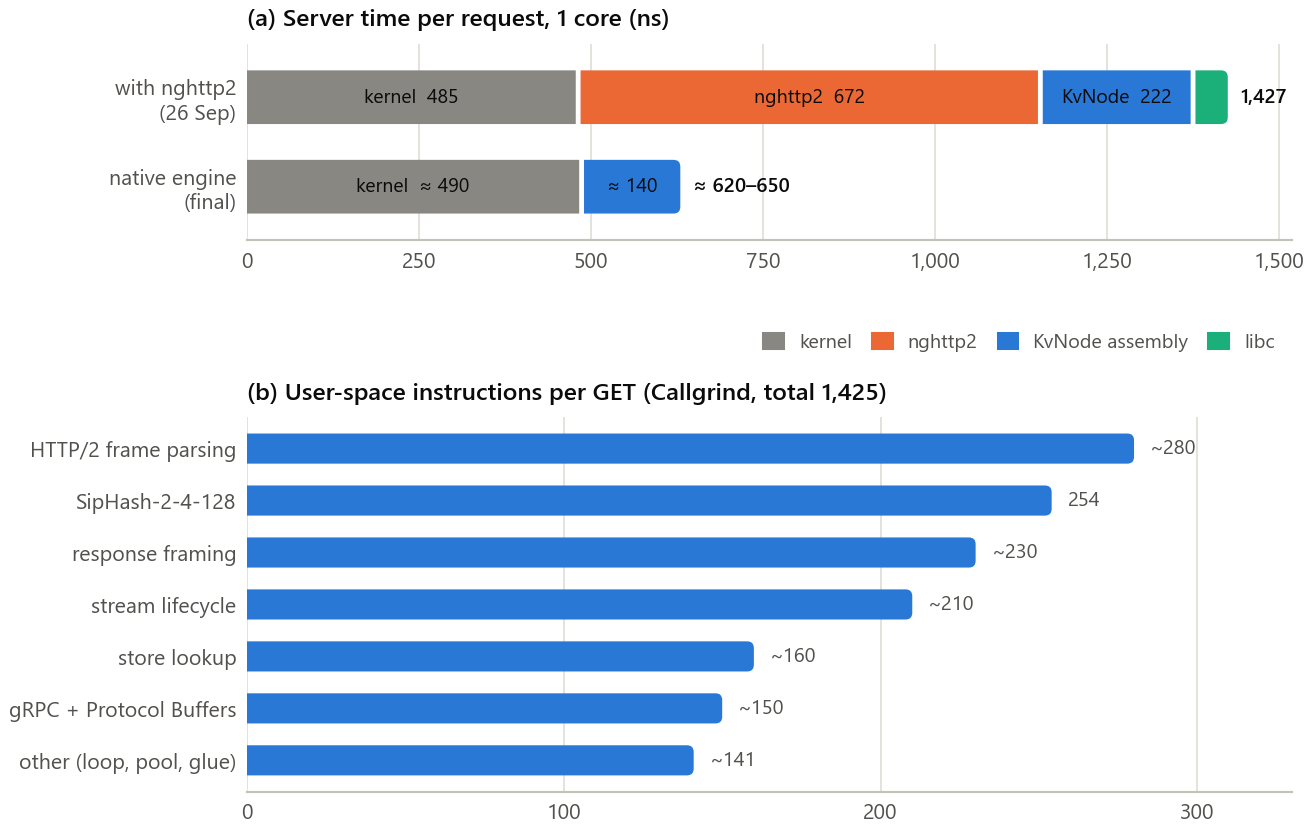 (a) Server time per request, 1 core (ns)
with nghttp2
(26 Sep)
kernel 485
nghttp2 672
KvNode 222
1,427
native engine
(final)
kernel ≈ 490
≈ 140
≈ 620–650
0 250 500 750 1,000 1,250 1,500
kernel nghttp2 KvNode assembly libc
(b) User-space instructions per GET (Callgrind, total 1,425)
HTTP/2 frame parsing ~280
SipHash-2-4-128 254
response framing ~230
stream lifecycle ~210
store lookup ~160
gRPC + Protocol Buffers ~150
other (loop, pool, glue) ~141
0 100 200 300